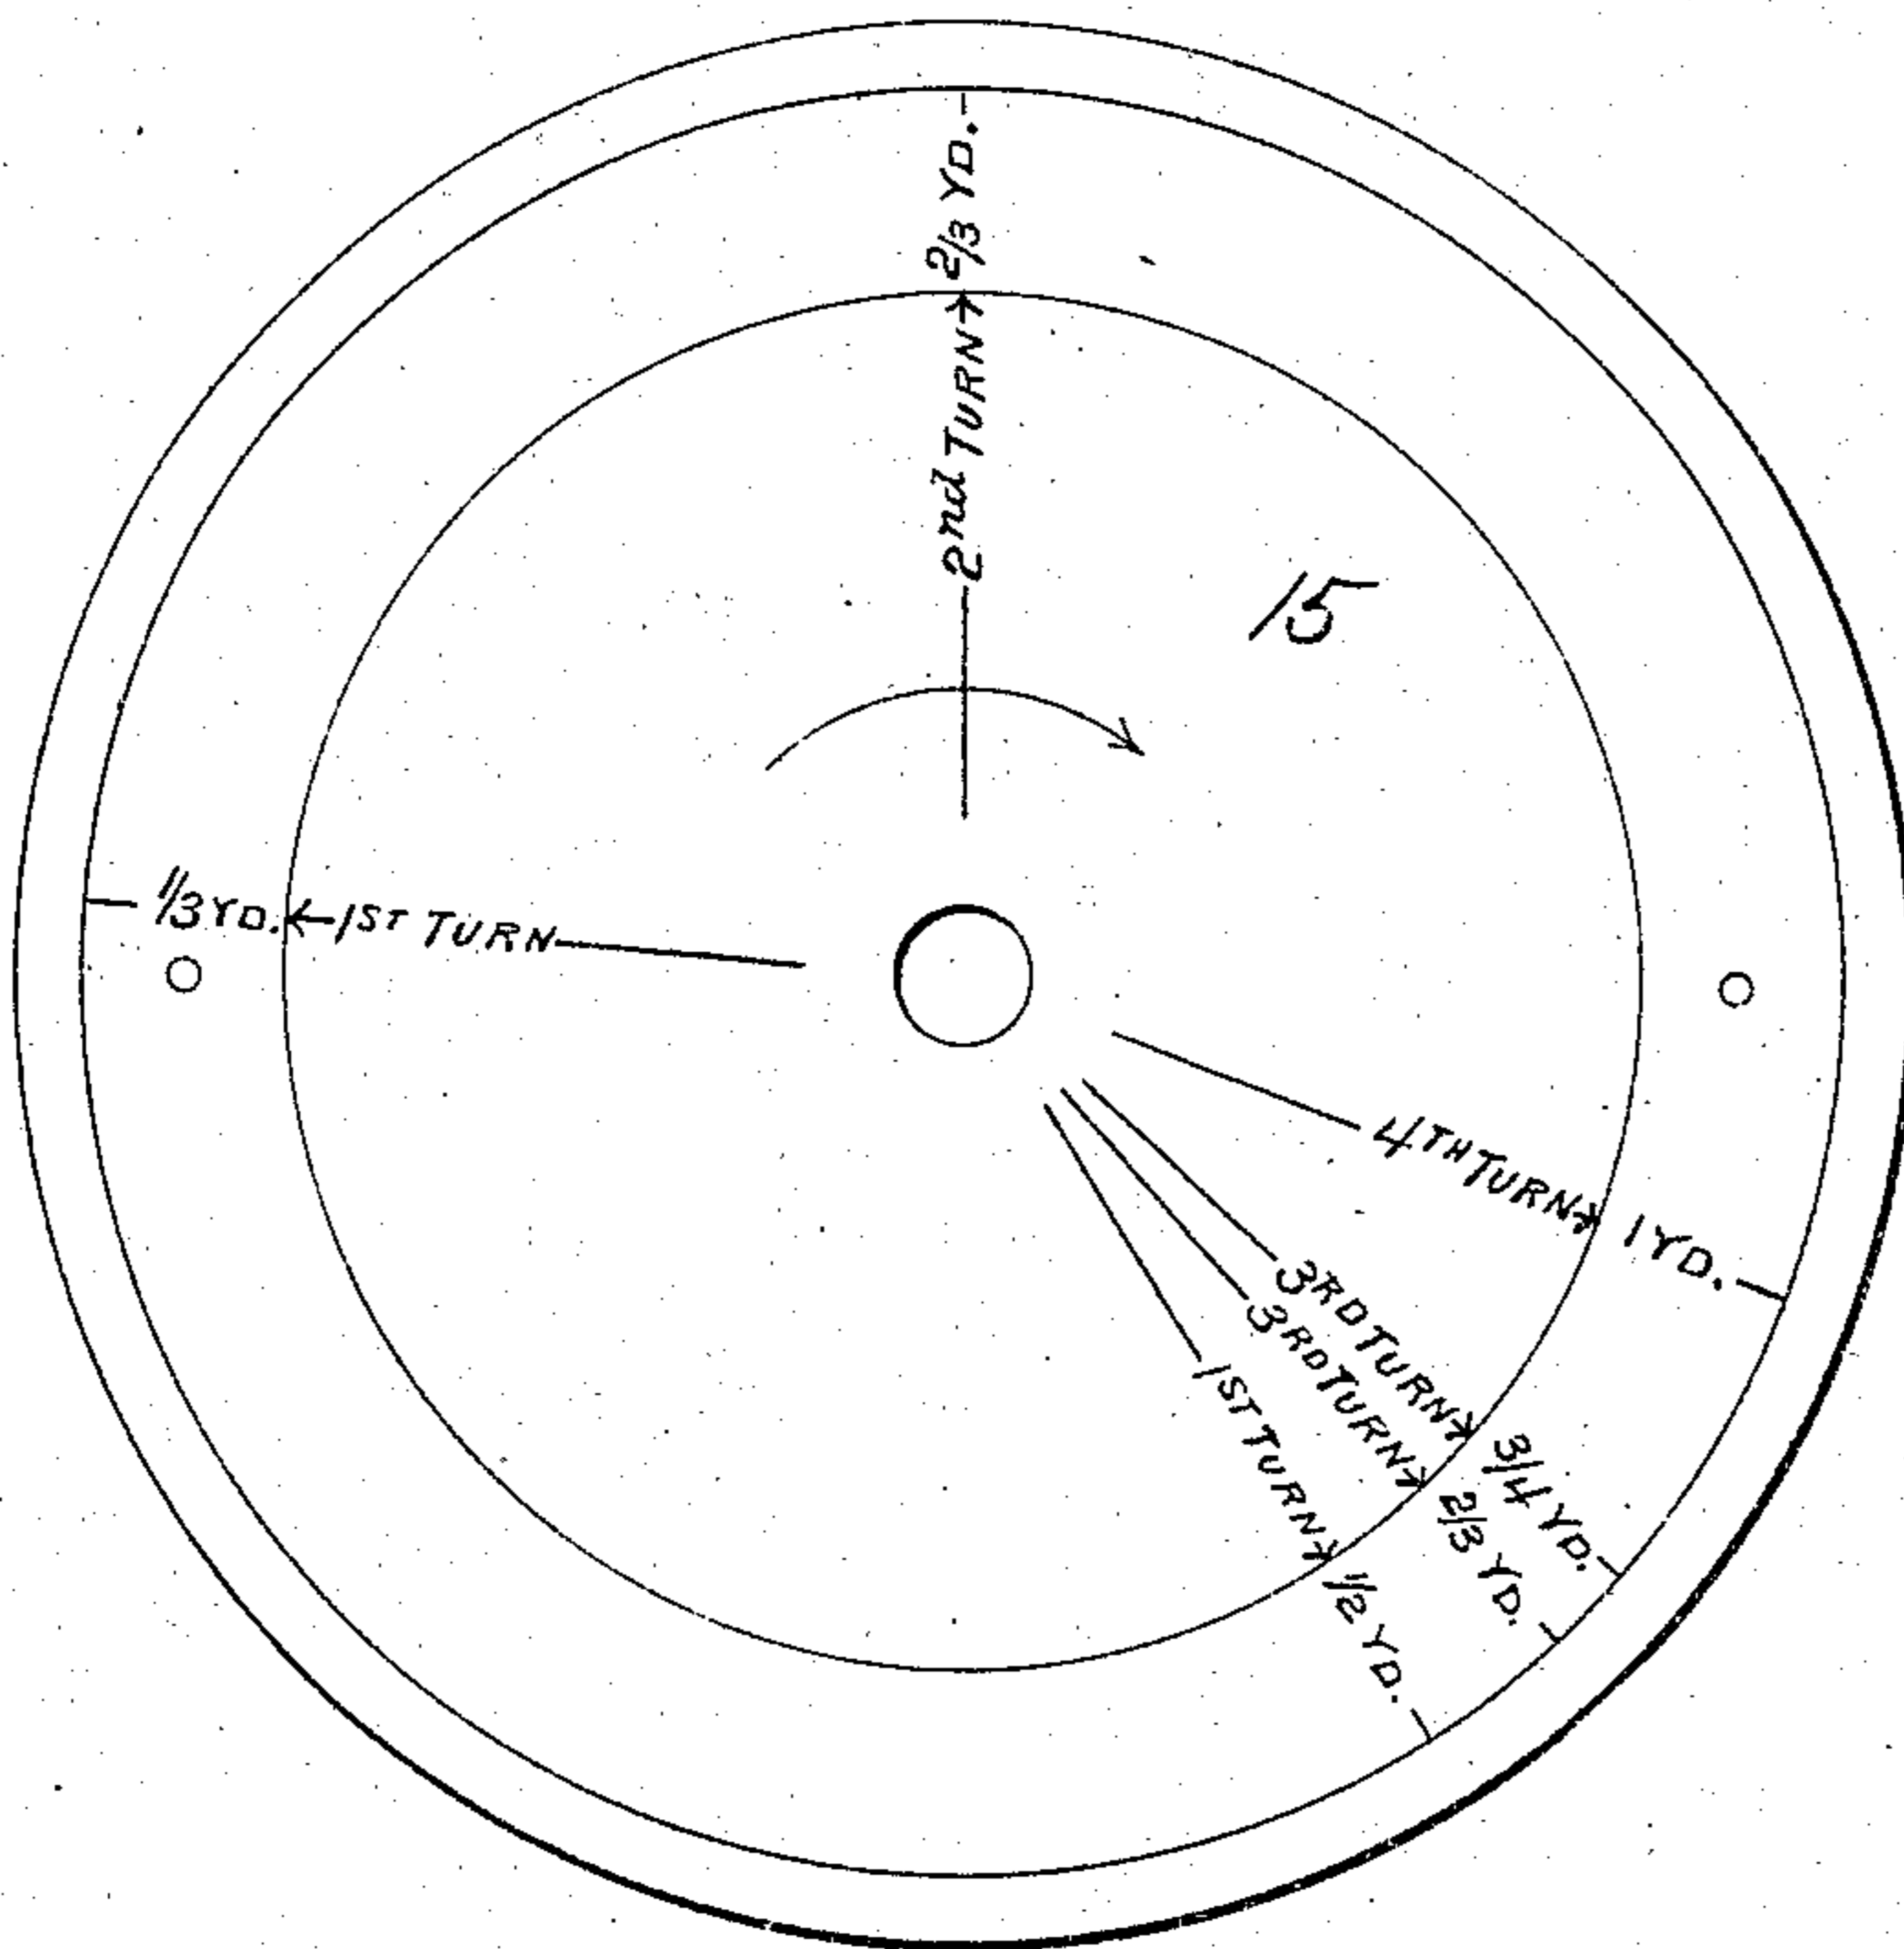 2nd TURN → 2/3 YD.
15
1/3 YD. ← 1ST TURN
4TH TURN → 1 YD.
3RD TURN → 3/4 YD.
3RD TURN → 2/3 YD.
1ST TURN → 1/2 YD.